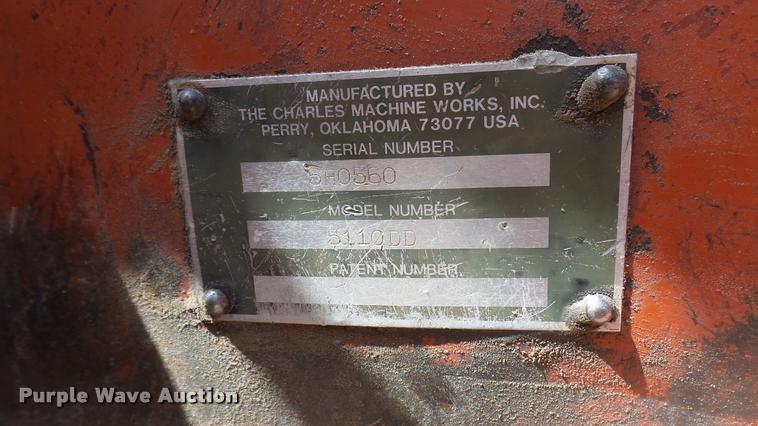 MANUFACTURED BY
THE CHARLES MACHINE WORKS, INC.
PERRY, OKLAHOMA 73077 USA
SERIAL NUMBER
5H0560
MODEL NUMBER
5110DD
PATENT NUMBER
Purple Wave Auction